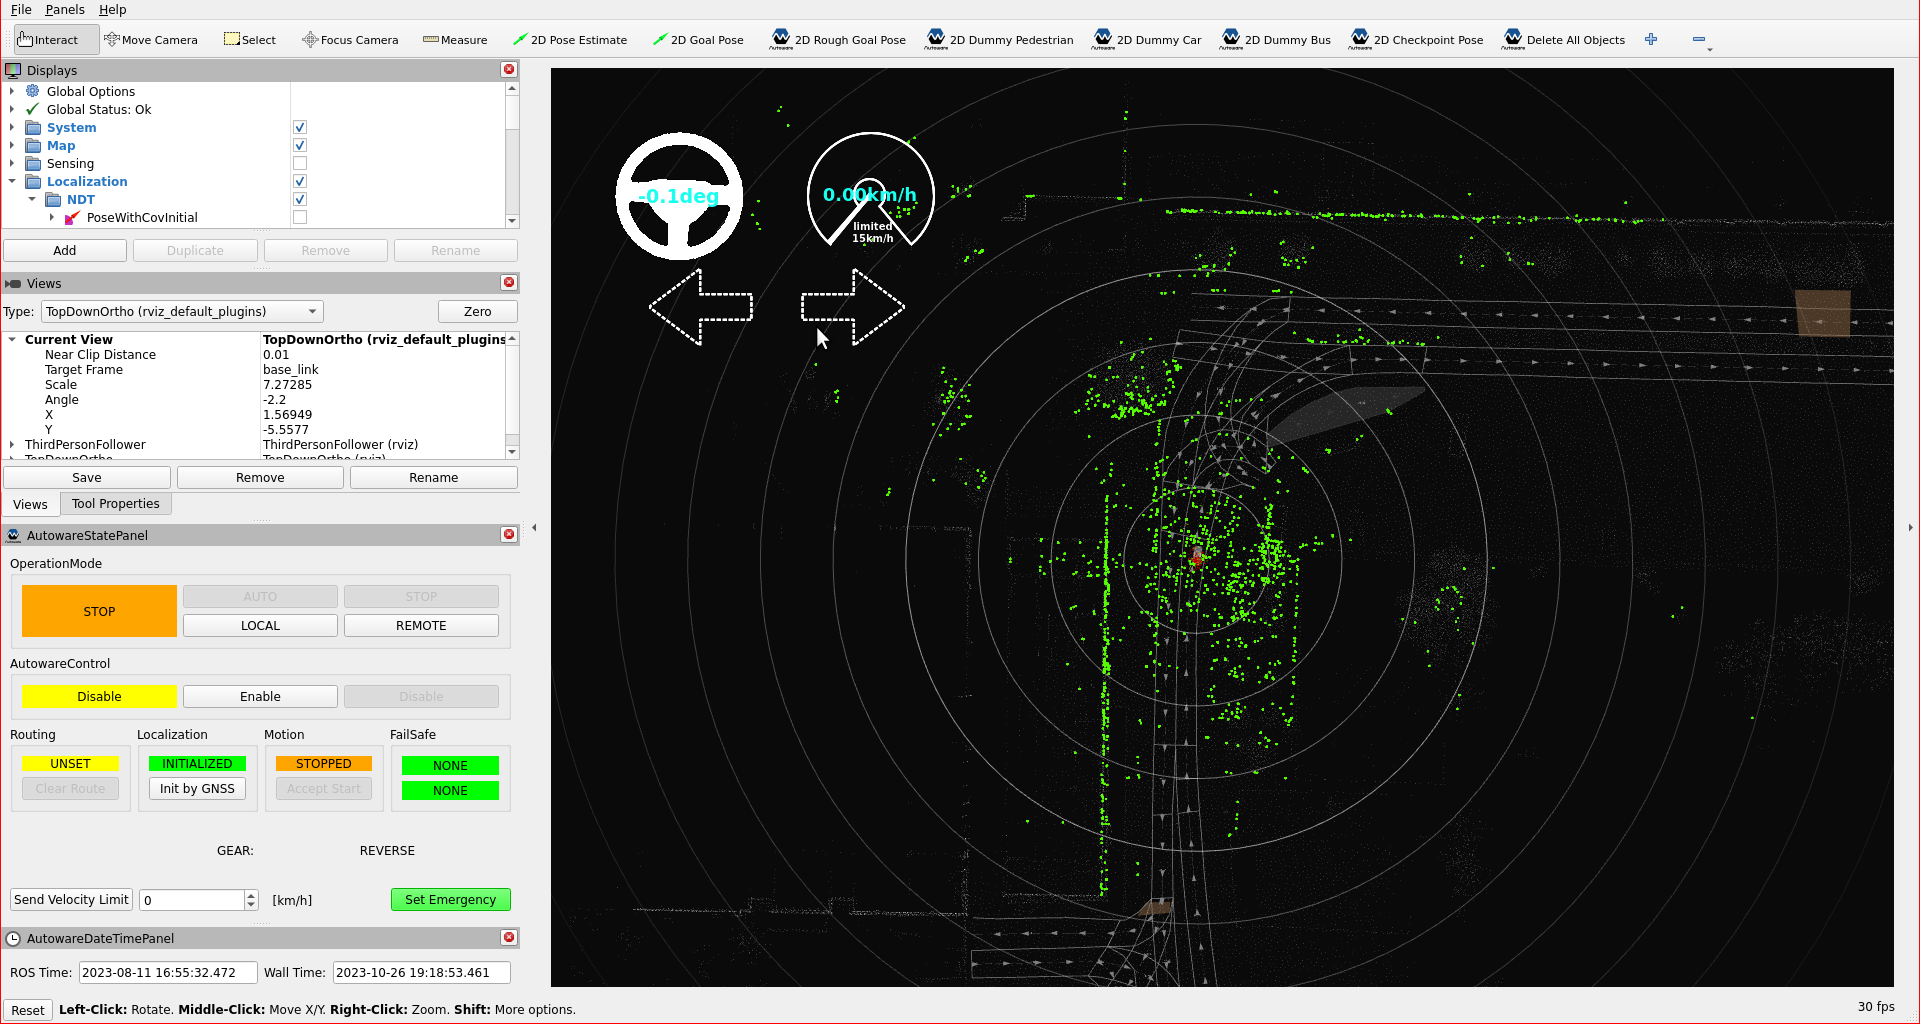 File Panels Help
Interact Move Camera Select Focus Camera Measure 2D Pose Estimate 2D Goal Pose 2D Rough Goal Pose 2D Dummy Pedestrian 2D Dummy Car 2D Dummy Bus 2D Checkpoint Pose Delete All Objects
Displays
Global Options
Global Status: Ok
System
Map
Sensing
Localization
NDT
PoseWithCovInitial
Add Duplicate Remove Rename
Views
Type: TopDownOrtho (rviz_default_plugins) Zero
Current View TopDownOrtho (rviz_default_plugins
Near Clip Distance 0.01
Target Frame base_link
Scale 7.27285
Angle -2.2
X 1.56949
Y -5.5577
ThirdPersonFollower ThirdPersonFollower (rviz)
TopDownOrtho TopDownOrtho (rviz)
Save Remove Rename
Views Tool Properties
AutowareStatePanel
OperationMode
STOP AUTO STOP
LOCAL REMOTE
AutowareControl
Disable Enable Disable
Routing Localization Motion FailSafe
UNSET INITIALIZED STOPPED NONE
Clear Route Init by GNSS Accept Start NONE
GEAR: REVERSE
Send Velocity Limit 0 [km/h] Set Emergency
AutowareDateTimePanel
ROS Time: 2023-08-11 16:55:32.472 Wall Time: 2023-10-26 19:18:53.461
Reset Left-Click: Rotate. Middle-Click: Move X/Y. Right-Click: Zoom. Shift: More options. 30 fps
-0.1deg
0.00km/h
limited
15km/h